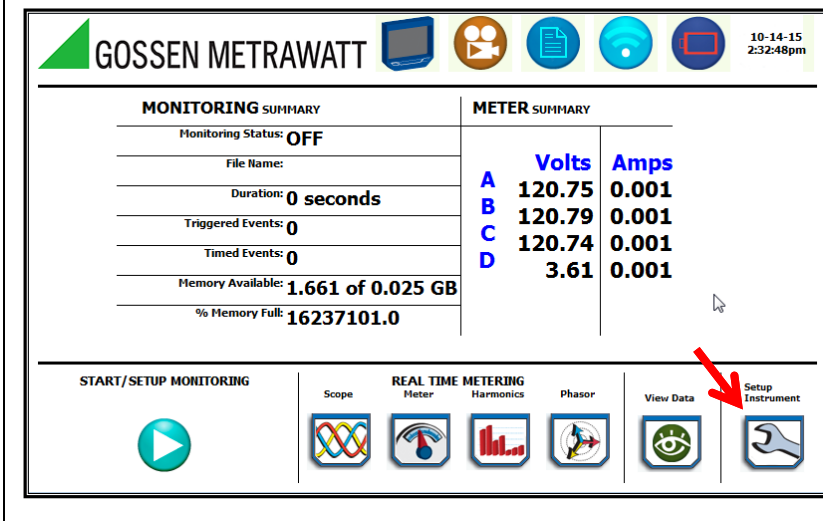 GOSSEN METRAWATT
10-14-15
2:32:48pm
MONITORING SUMMARY
Monitoring Status: OFF
File Name:
Duration: 0 seconds
Triggered Events: 0
Timed Events: 0
Memory Available: 1.661 of 0.025 GB
% Memory Full: 16237101.0
METER SUMMARY
Volts Amps
A 120.75 0.001
B 120.79 0.001
C 120.74 0.001
D 3.61 0.001
START/SETUP MONITORING
REAL TIME METERING
Scope Meter Harmonics Phasor
View Data
Setup
Instrument